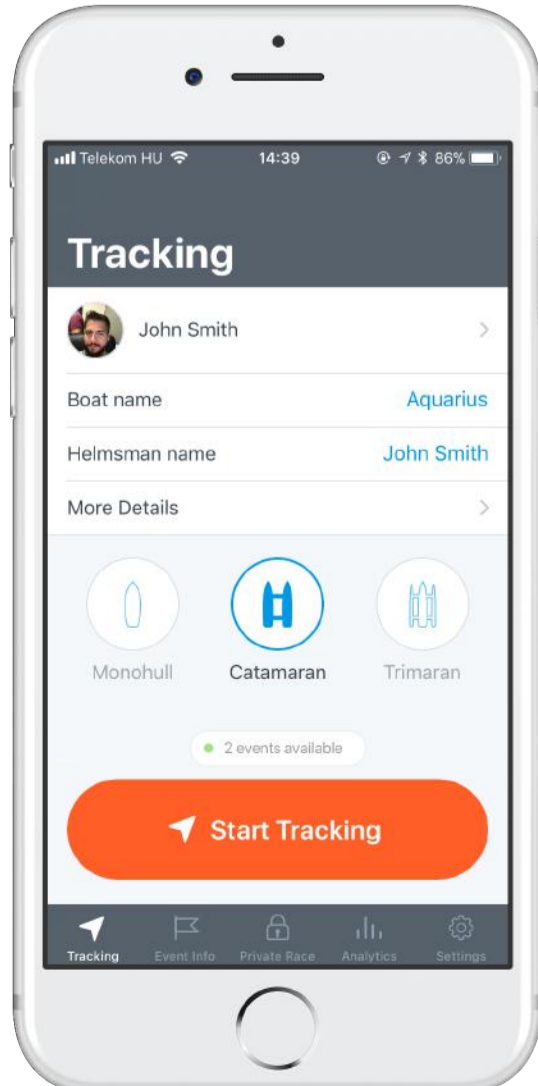 Telekom HU 14:39 86%
Tracking
John Smith
Boat name Aquarius
Helmsman name John Smith
More Details
Monohull Catamaran Trimaran
2 events available
Start Tracking
Tracking Event Info Private Race Analytics Settings